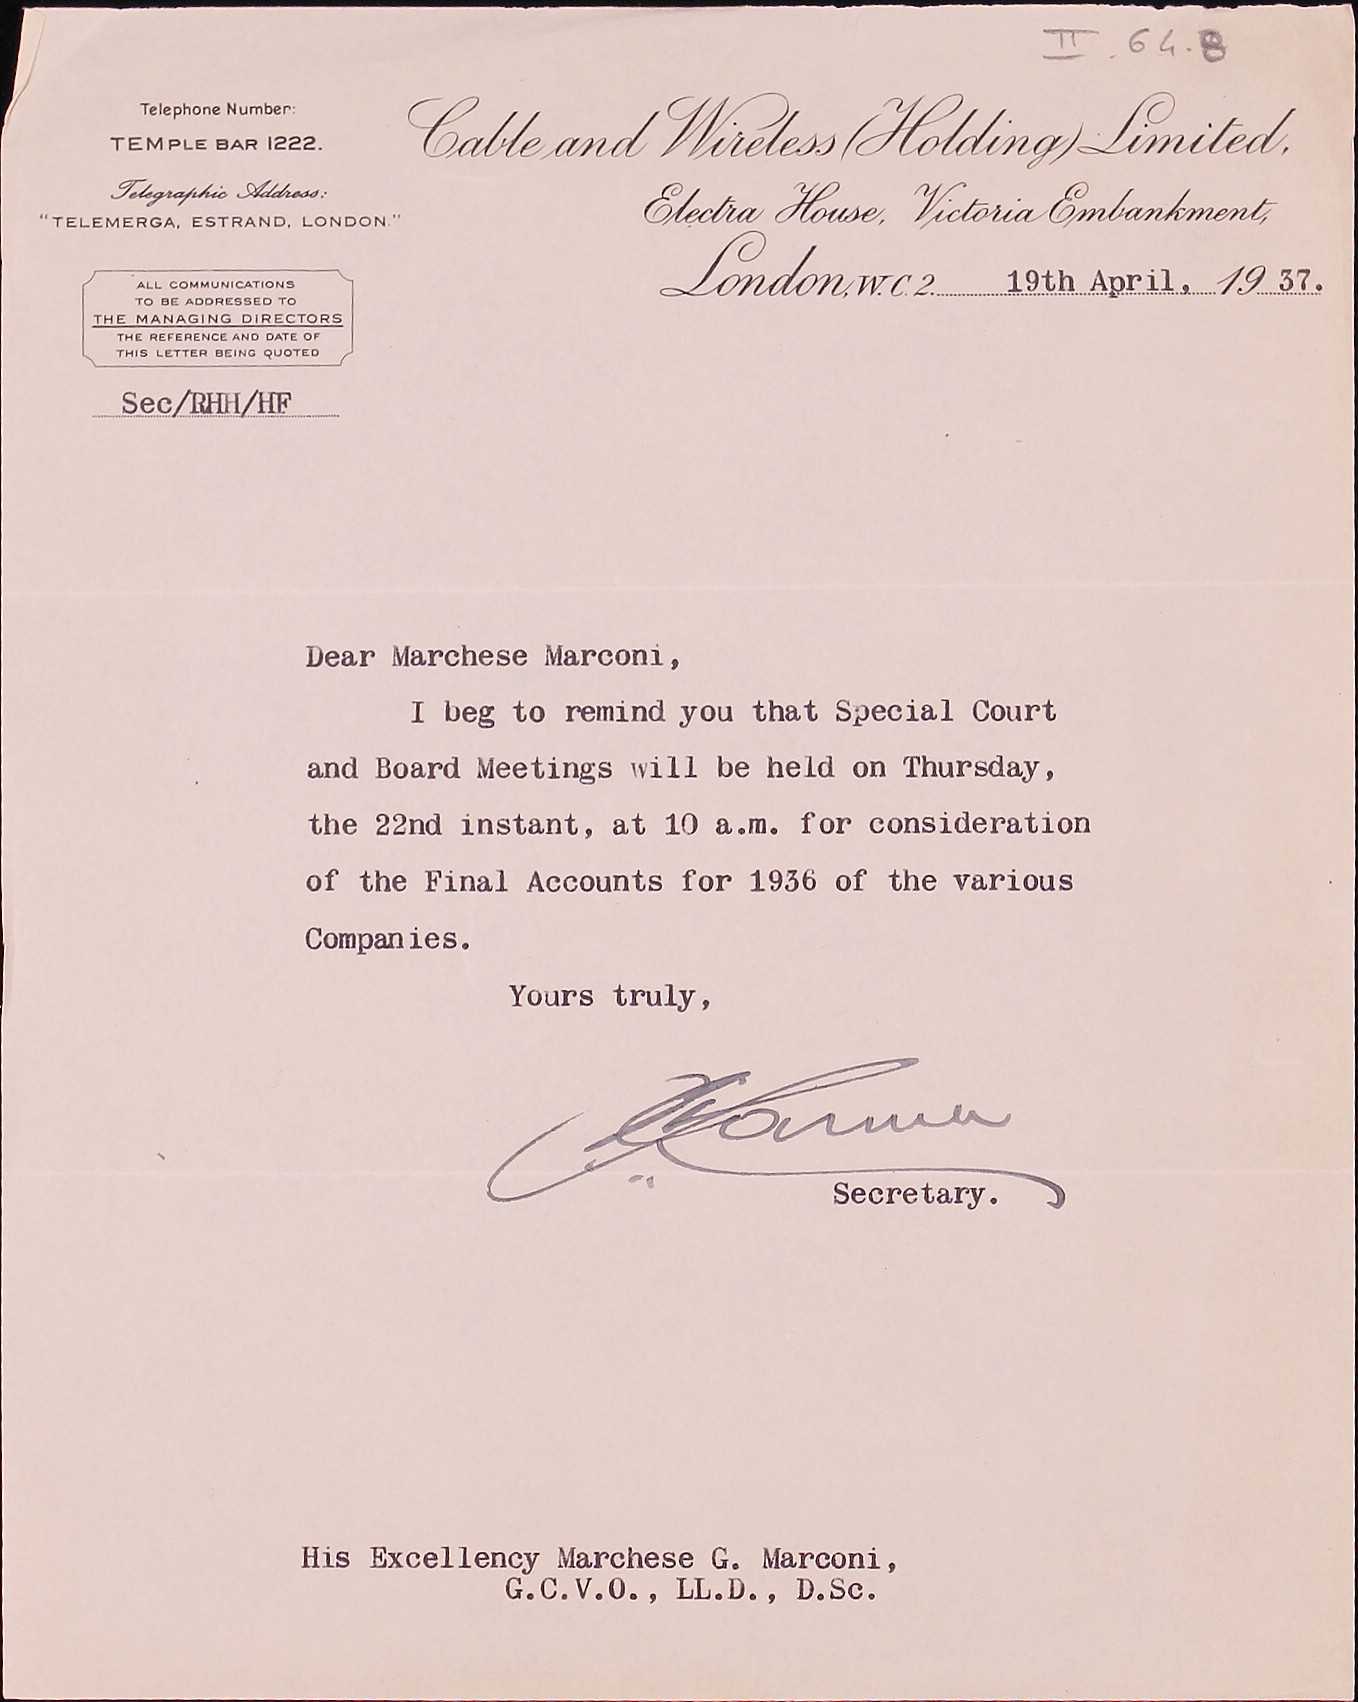 II. 64.8
Telephone Number:
TEMPLE BAR 1222.
Telegraphic Address:
"TELEMERGA, ESTRAND, LONDON."
ALL COMMUNICATIONS
TO BE ADDRESSED TO
THE MANAGING DIRECTORS
THE REFERENCE AND DATE OF
THIS LETTER BEING QUOTED
Sec/RHH/HF
Cable and Wireless (Holding) Limited,
Electra House, Victoria Embankment,
London, W.C.2. 19th April, 1937.
Dear Marchese Marconi,
I beg to remind you that Special Court
and Board Meetings will be held on Thursday,
the 22nd instant, at 10 a.m. for consideration
of the Final Accounts for 1936 of the various
Companies.
Yours truly,
Secretary.
His Excellency Marchese G. Marconi,
G.C.V.O., LL.D., D.Sc.